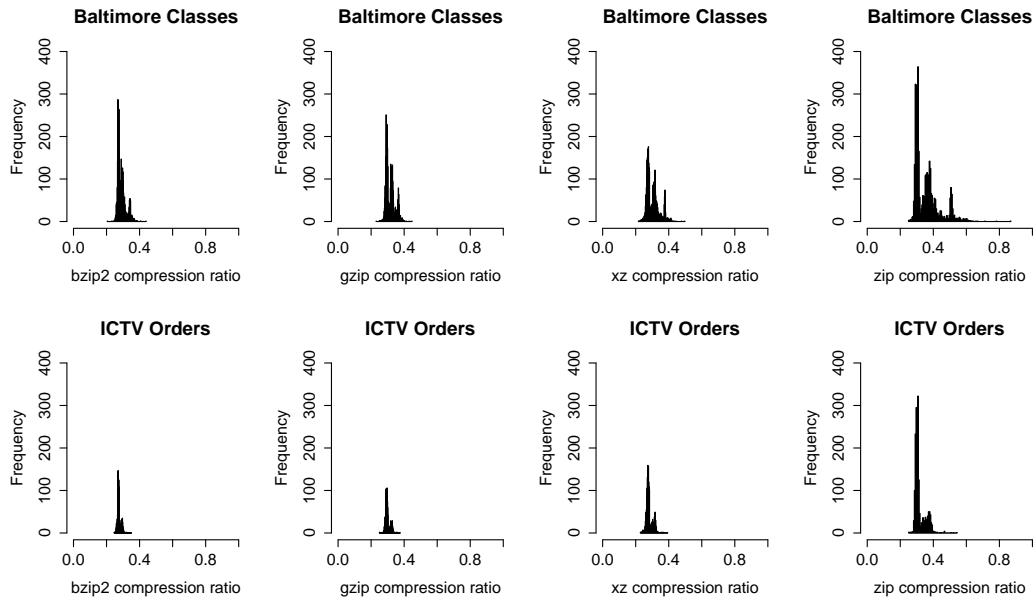 Baltimore Classes
Baltimore Classes
Baltimore Classes
Baltimore Classes
Frequency
0 100 200 300 400
0.0 0.4 0.8
bzip2 compression ratio
Frequency
0 100 200 300 400
0.0 0.4 0.8
gzip compression ratio
Frequency
0 100 200 300 400
0.0 0.4 0.8
xz compression ratio
Frequency
0 100 200 300 400
0.0 0.4 0.8
zip compression ratio
ICTV Orders
ICTV Orders
ICTV Orders
ICTV Orders
Frequency
0 100 200 300 400
0.0 0.4 0.8
bzip2 compression ratio
Frequency
0 100 200 300 400
0.0 0.4 0.8
gzip compression ratio
Frequency
0 100 200 300 400
0.0 0.4 0.8
xz compression ratio
Frequency
0 100 200 300 400
0.0 0.4 0.8
zip compression ratio